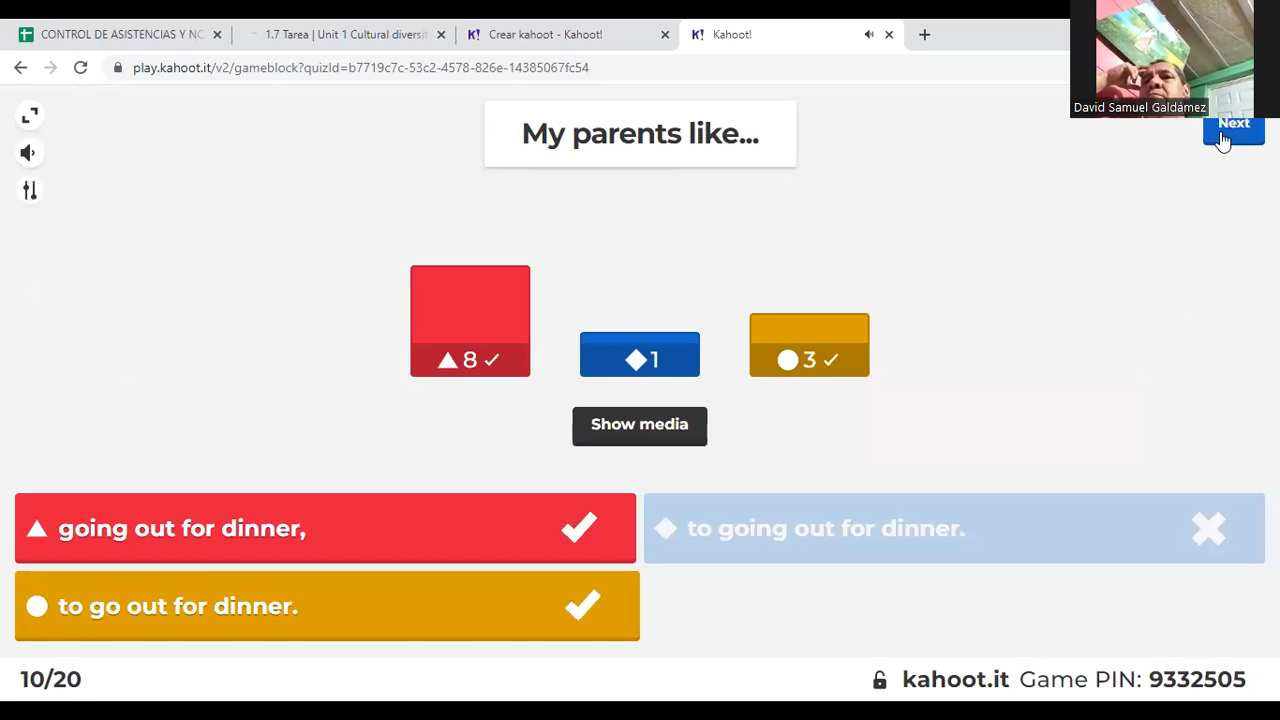 CONTROL DE ASISTENCIAS Y NC
1.7 Tarea | Unit 1 Cultural diversit
Crear kahoot - Kahoot!
K! Kahoot!
play.kahoot.it/v2/gameblock?quizId=b7719c7c-53c2-4578-826e-14385067fc54
David Samuel Galdámez
Next
My parents like...
8
1
3
Show media
going out for dinner,
to going out for dinner.
to go out for dinner.
10/20
kahoot.it Game PIN: 9332505